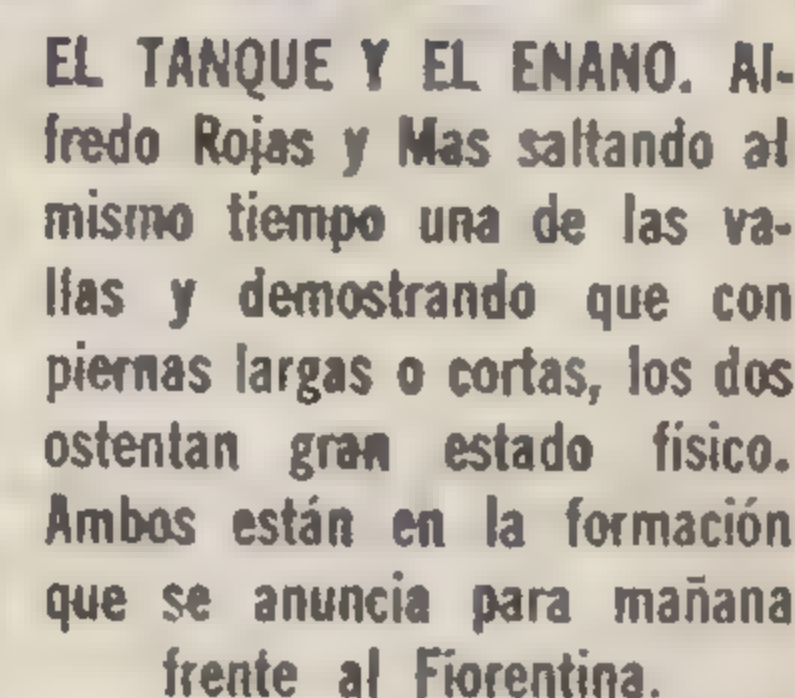 EL TANQUE Y EL ENANO. Al-
fredo Rojas y Mas saltando al
mismo tiempo una de las va-
llas y demostrando que con
piernas largas o cortas, los dos
ostentan gran estado físico.
Ambos están en la formación
que se anuncia para mañana
frente al Fiorentina.